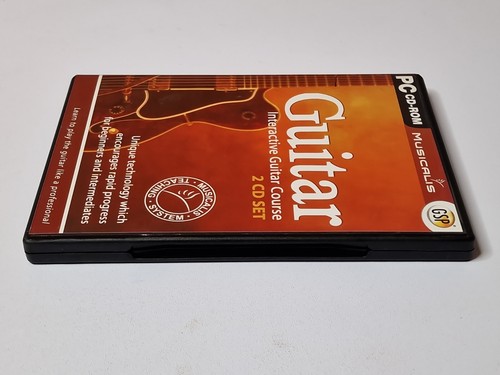 PC CD-ROM
MUSICALIS
GSP
Guitar
Interactive Guitar Course
2 CD SET
MUSICALIS
TEACHING
SYSTEM
Unique technology which
encourages rapid progress
for beginners and intermediates
Learn to play the guitar like a professional